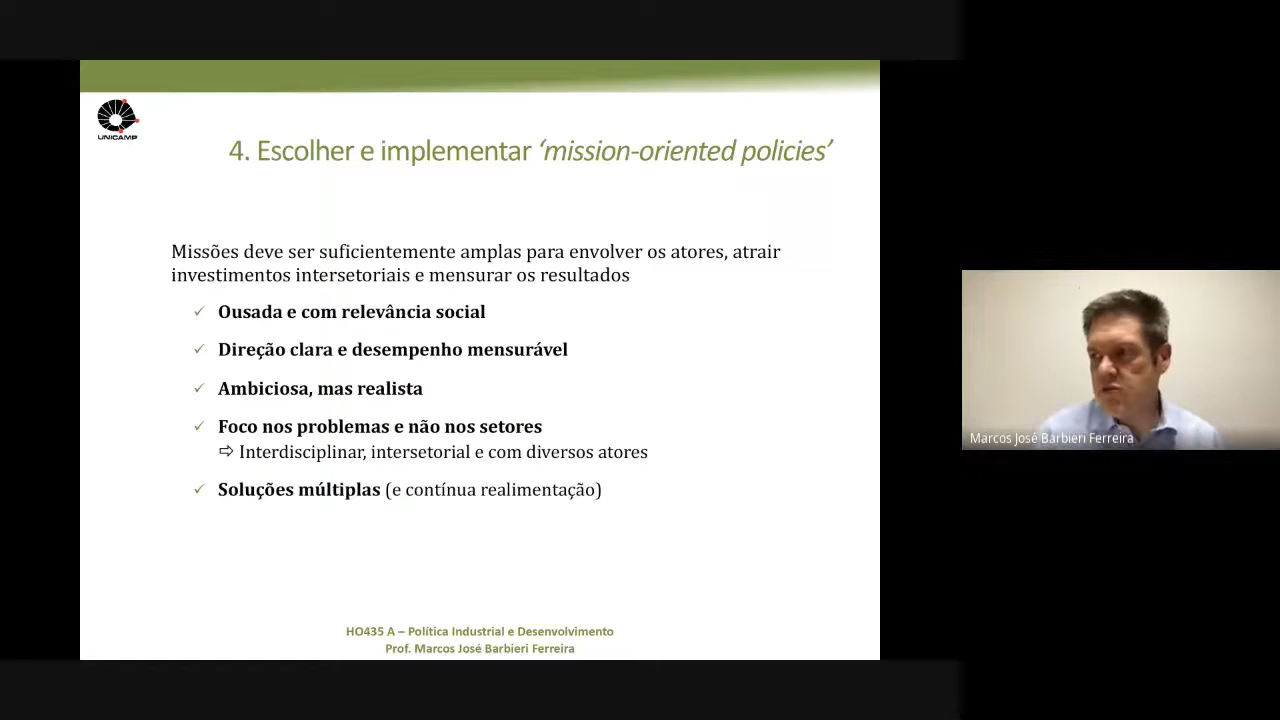 UNICAMP
4. Escolher e implementar ‘mission-oriented policies’
Missões deve ser suficientemente amplas para envolver os atores, atrair
investimentos intersetoriais e mensurar os resultados
✓ Ousada e com relevância social
✓ Direção clara e desempenho mensurável
✓ Ambiciosa, mas realista
✓ Foco nos problemas e não nos setores
⇨ Interdisciplinar, intersetorial e com diversos atores
✓ Soluções múltiplas (e contínua realimentação)
HO435 A – Política Industrial e Desenvolvimento
Prof. Marcos José Barbieri Ferreira
Marcos José Barbieri Ferreira